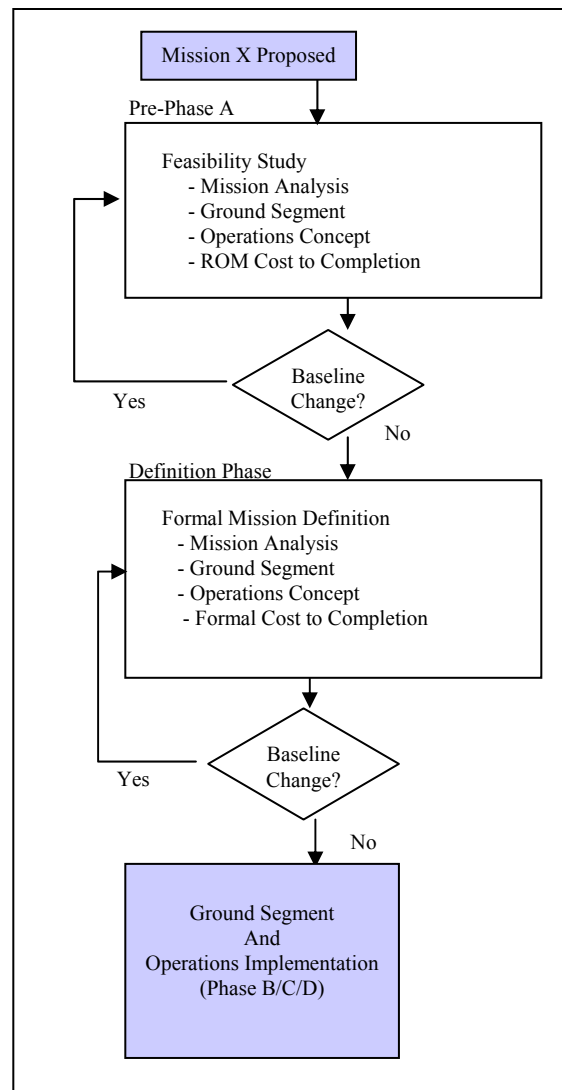 Mission X Proposed
Pre-Phase A
Feasibility Study
- Mission Analysis
- Ground Segment
- Operations Concept
- ROM Cost to Completion
Baseline
Change?
Yes
No
Definition Phase
Formal Mission Definition
- Mission Analysis
- Ground Segment
- Operations Concept
- Formal Cost to Completion
Baseline
Change?
Yes
No
Ground Segment
And
Operations Implementation
(Phase B/C/D)